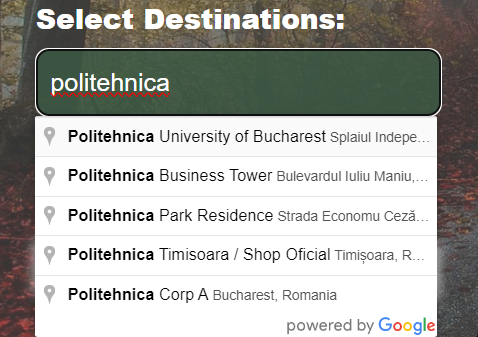 Select Destinations:
politehnica
Politehnica University of Bucharest Splaiul Indepe...
Politehnica Business Tower Bulevardul Iuliu Maniu,...
Politehnica Park Residence Strada Economu Ceză...
Politehnica Timisoara / Shop Oficial Timișoara, R...
Politehnica Corp A Bucharest, Romania
powered by Google